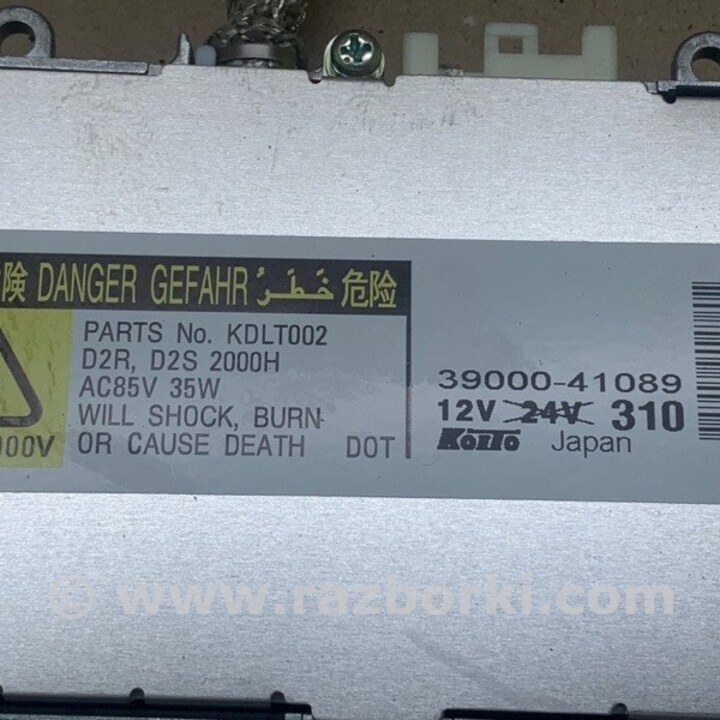 険 DANGER GEFAHR خَطَرٌ 危险
PARTS No. KDLT002
D2R, D2S 2000H
AC85V 35W
WILL SHOCK, BURN
OR CAUSE DEATH DOT
000V
39000-41089
12V 24V 310
KOITO Japan
© www.razborki.com